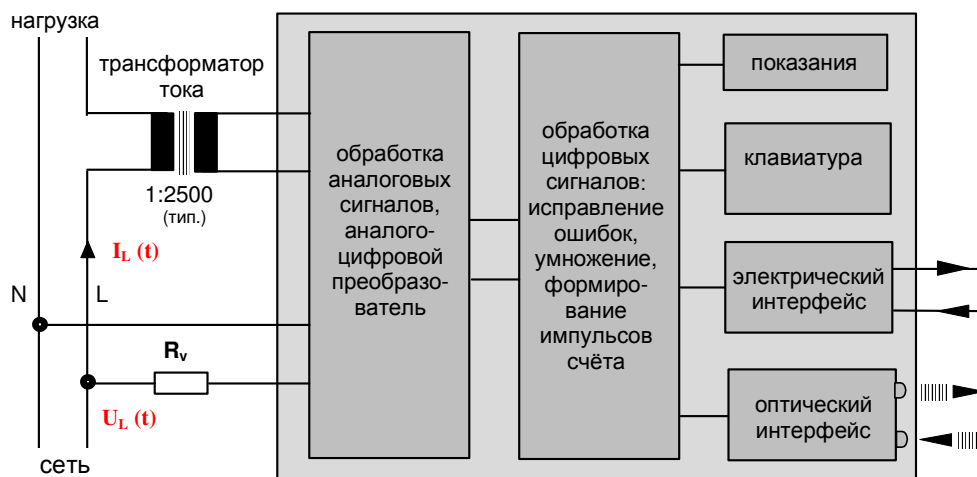 нагрузка
трансформатор
тока
1:2500
(тип.)
I_L (t)
N
L
R_v
U_L (t)
сеть
обработка
аналоговых
сигналов,
аналого-
цифровой
преобразо-
ватель
обработка
цифровых
сигналов:
исправление
ошибок,
умножение,
формиро-
вание
импульсов
счёта
показания
клавиатура
электрический
интерфейс
оптический
интерфейс